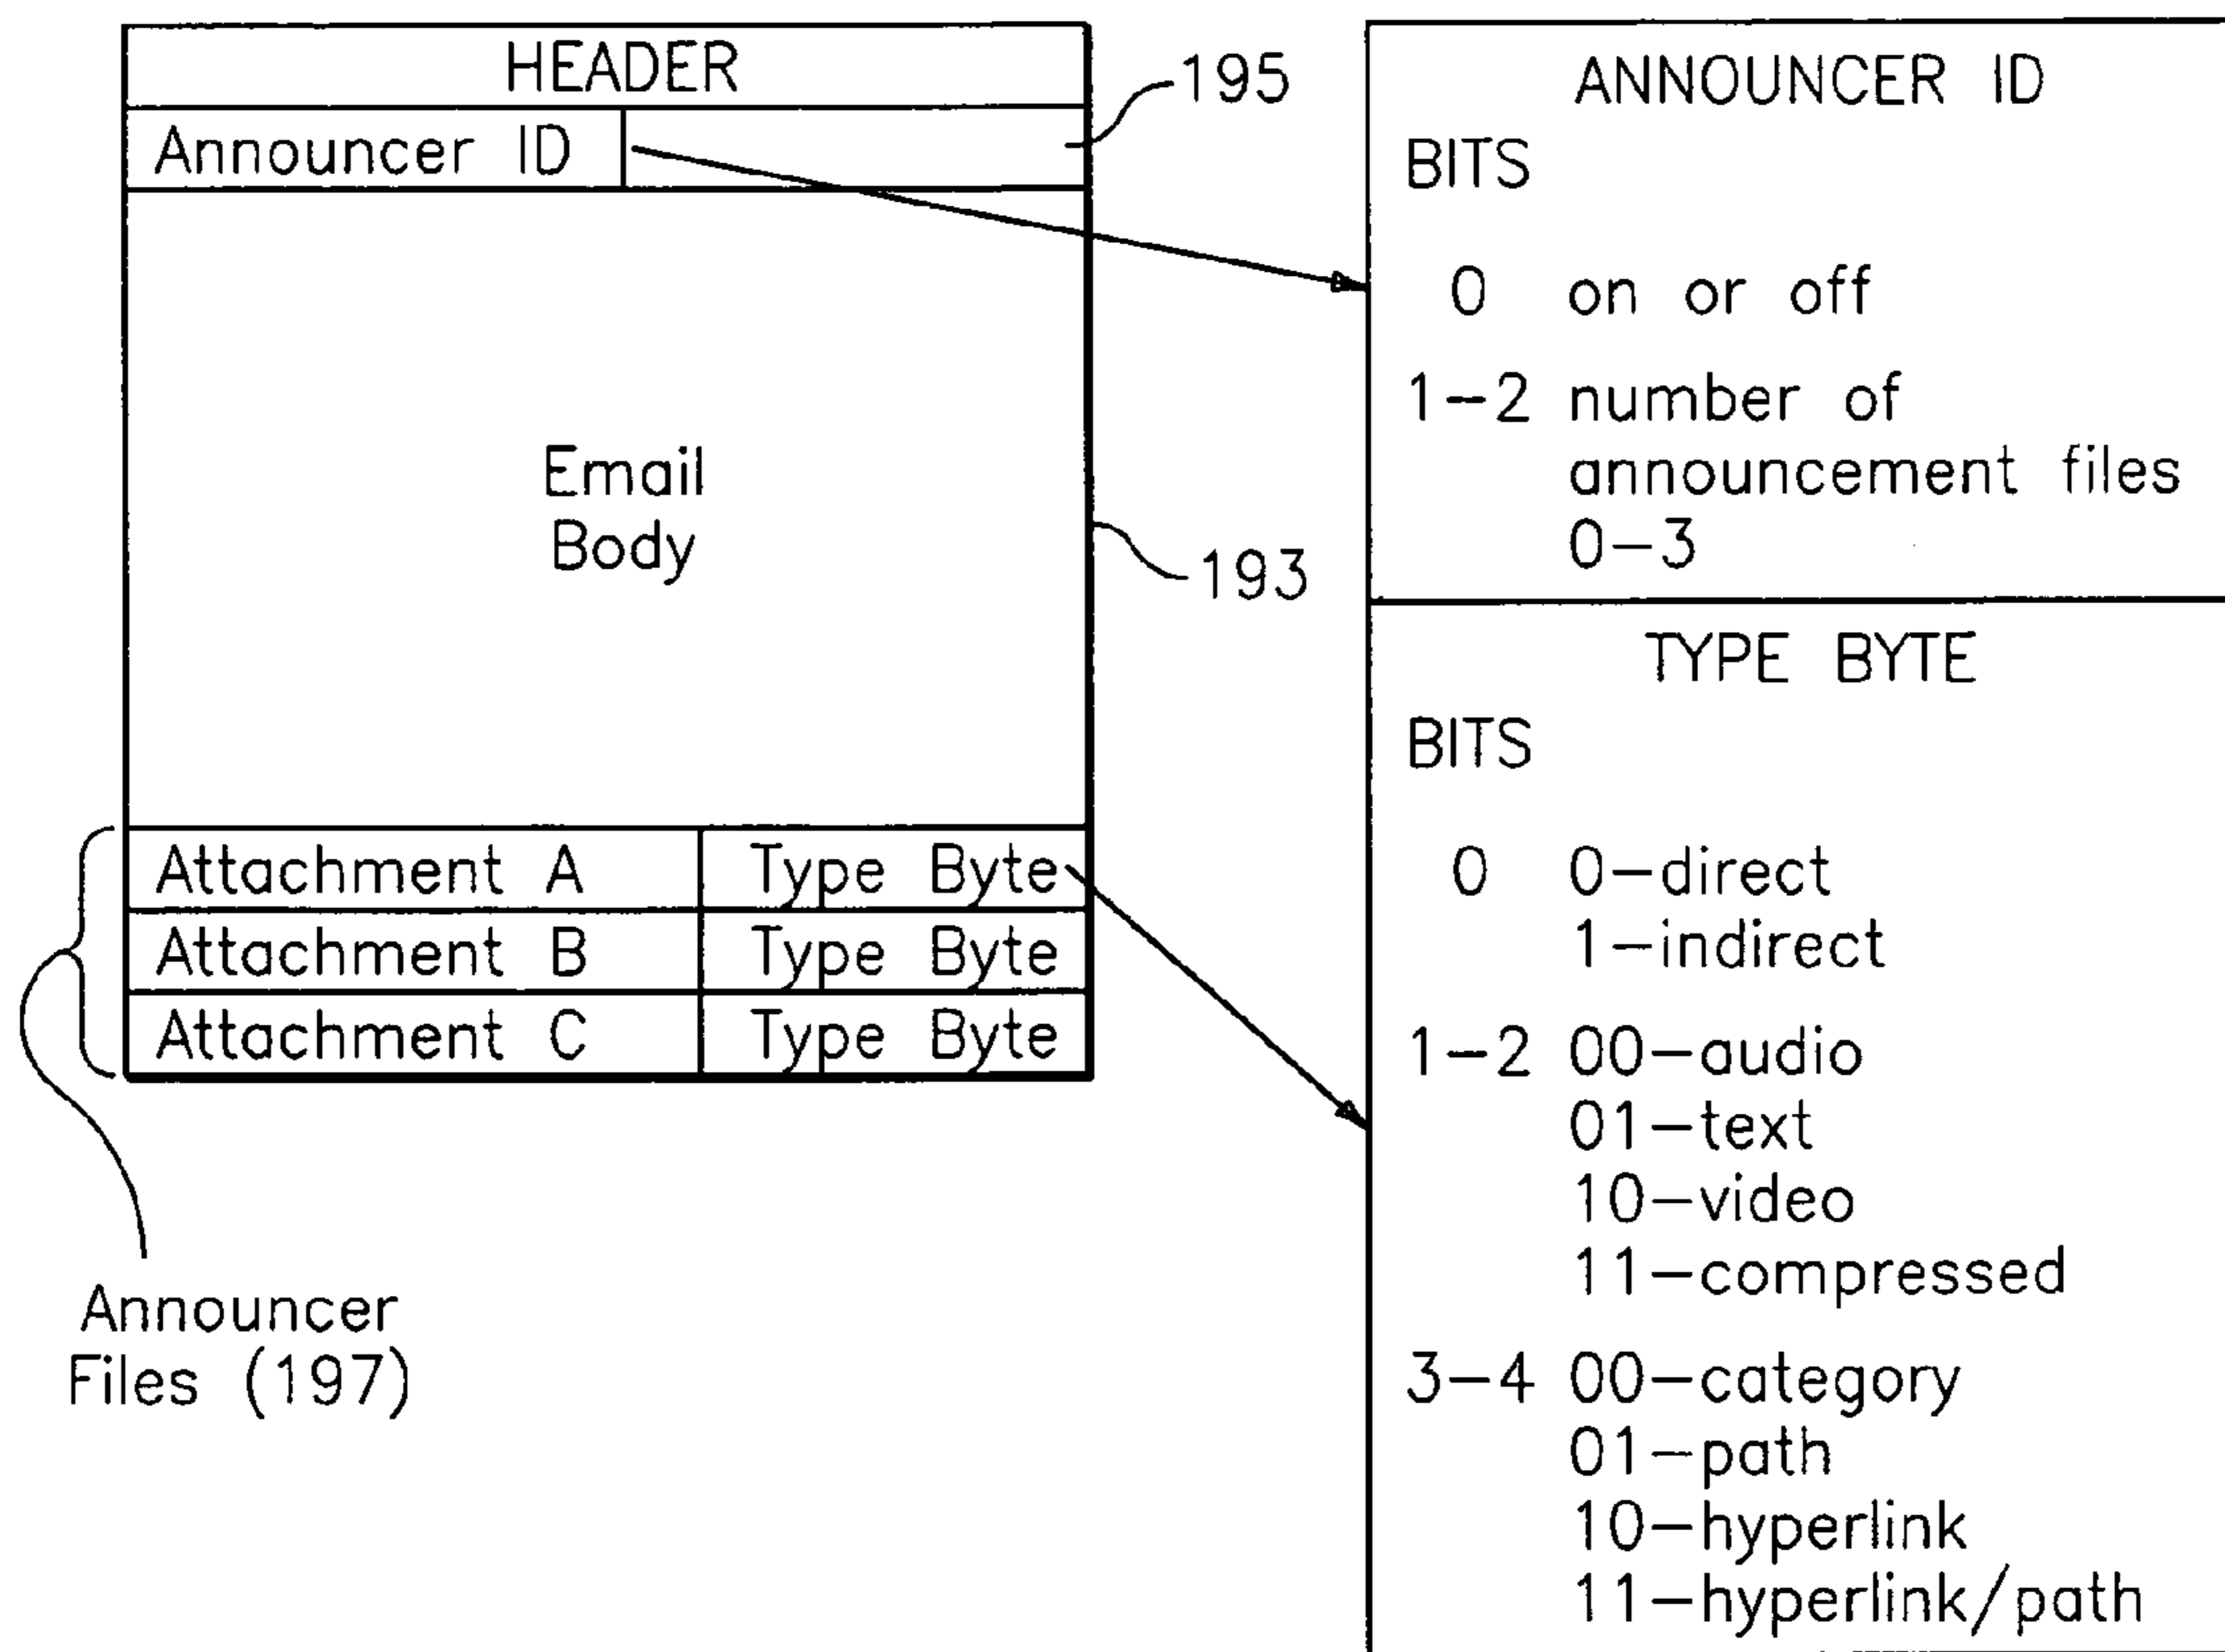 HEADER
Announcer ID
195
Email
Body
193
Attachment A Type Byte
Attachment B Type Byte
Attachment C Type Byte
Announcer
Files (197)
ANNOUNCER ID
BITS
0 on or off
1-2 number of
announcement files
0-3
TYPE BYTE
BITS
0 0-direct
1-indirect
1-2 00-audio
01-text
10-video
11-compressed
3-4 00-category
01-path
10-hyperlink
11-hyperlink/path